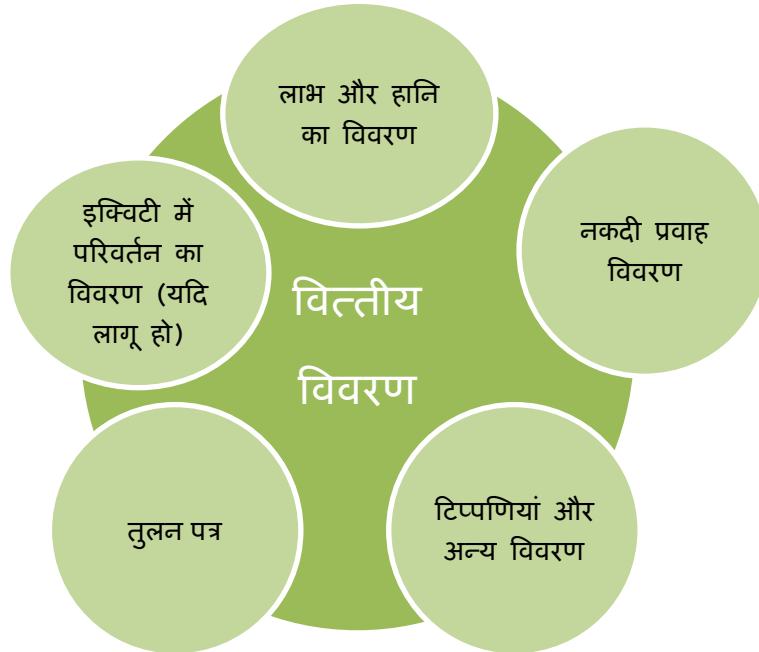 लाभ और हानि
का विवरण
नकदी प्रवाह
विवरण
टिप्पणियां और
अन्य विवरण
तुलन पत्र
इक्विटी में
परिवर्तन का
विवरण (यदि
लागू हो)
वित्तीय
विवरण